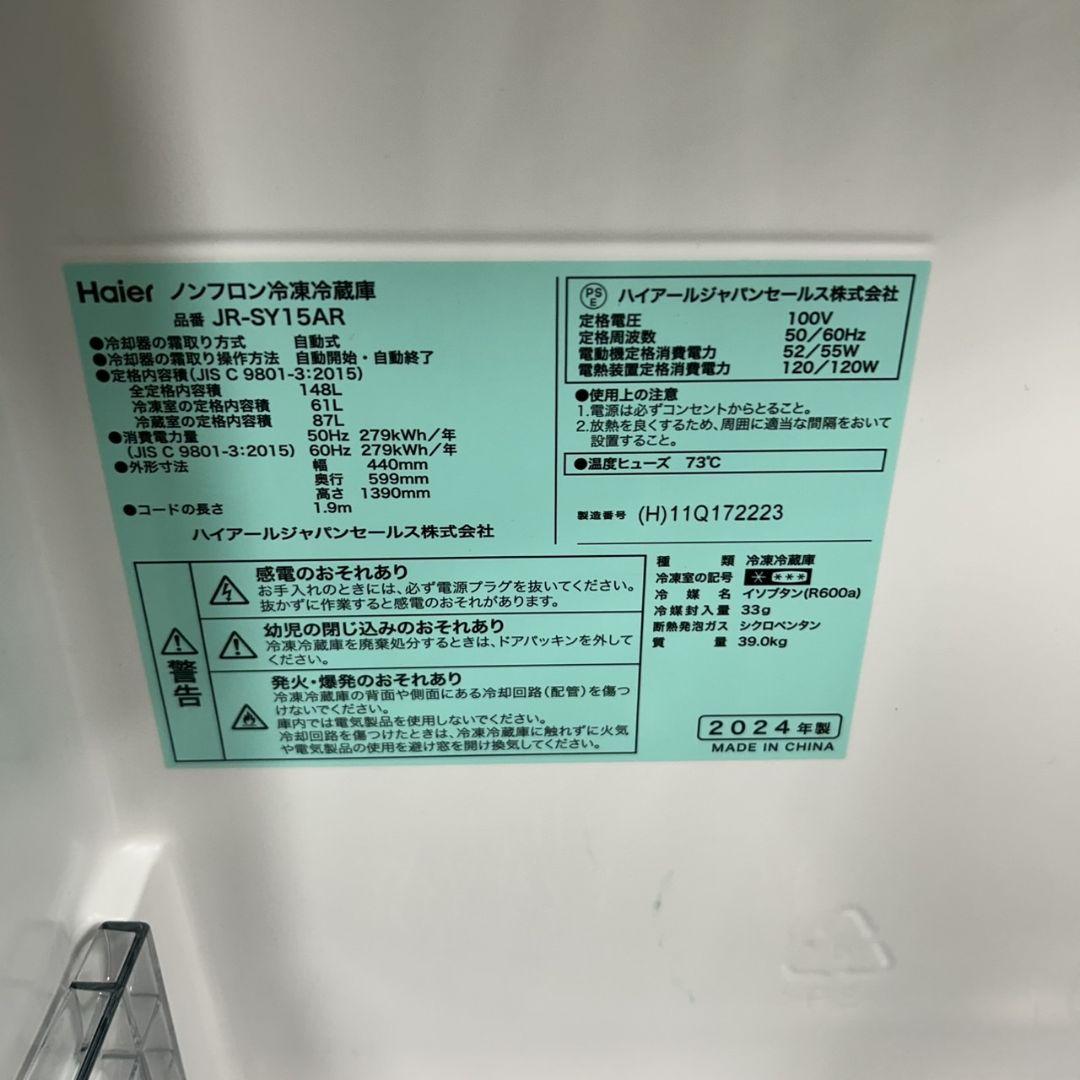 Haier ノンフロン冷凍冷蔵庫
品番 JR-SY15AR
●冷却器の霜取り方式 自動式
●冷却器の霜取り操作方法 自動開始・自動終了
●定格内容積(JIS C 9801-3:2015)
全定格内容積 148L
冷凍室の定格内容積 61L
冷蔵室の定格内容積 87L
●消費電力量 50Hz 279kWh/年
(JIS C 9801-3:2015) 60Hz 279kWh/年
●外形寸法 幅 440mm
奥行 599mm
高さ 1390mm
●コードの長さ 1.9m
ハイアールジャパンセールス株式会社
PS
E
ハイアールジャパンセールス株式会社
定格電圧 100V
定格周波数 50/60Hz
電動機定格消費電力 52/55W
電熱装置定格消費電力 120/120W
●使用上の注意
1.電源は必ずコンセントからとること。
2.放熱を良くするため、周囲に適当な間隔をおいて
設置すること。
●温度ヒューズ 73℃
製造番号 (H)11Q172223
警告
感電のおそれあり
お手入れのときには、必ず電源プラグを抜いてください。
抜かずに作業すると感電のおそれがあります。
幼児の閉じ込みのおそれあり
冷凍冷蔵庫を廃棄処分するときは、ドアパッキンを外して
ください。
発火・爆発のおそれあり
冷凍冷蔵庫の背面や側面にある冷却回路(配管)を傷つ
けないでください。
庫内では電気製品を使用しないでください。
冷却回路を傷つけたときは、冷凍冷蔵庫に触れずに火気
や電気製品の使用を避け窓を開け換気してください。
種類 冷凍冷蔵庫
冷凍室の記号 * ***
冷媒名 イソブタン(R600a)
冷媒封入量 33g
断熱発泡ガス シクロペンタン
質量 39.0kg
2024年製
MADE IN CHINA